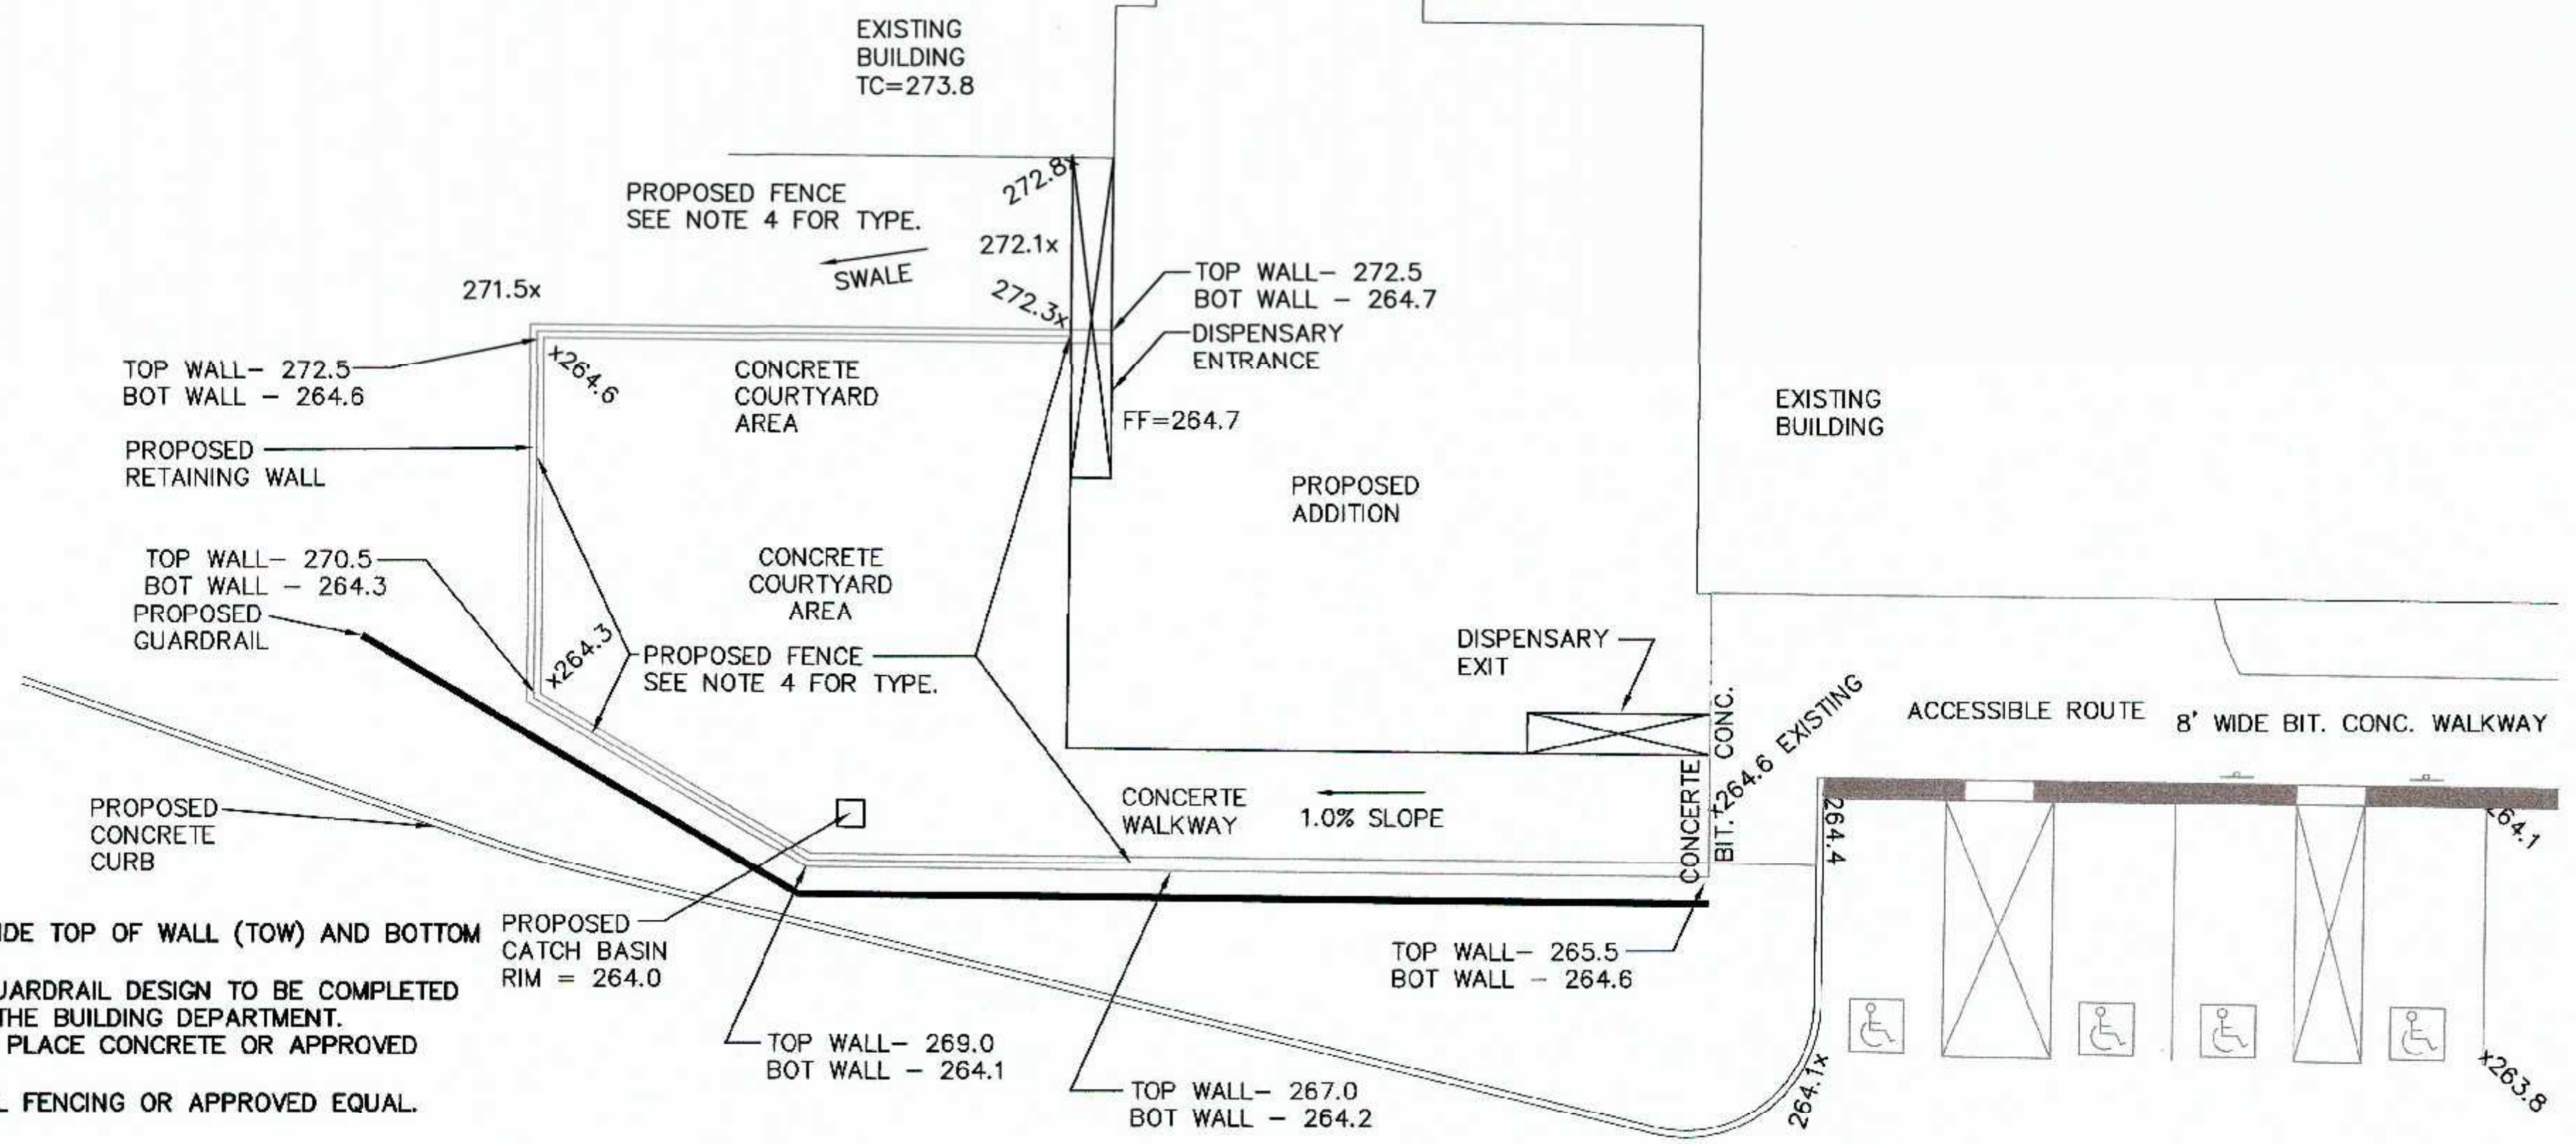 EXISTING
BUILDING
TC=273.8
PROPOSED FENCE
SEE NOTE 4 FOR TYPE.
272.8x
272.1x
SWALE
271.5x
272.3x
TOP WALL- 272.5
BOT WALL - 264.7
DISPENSARY
ENTRANCE
TOP WALL- 272.5
BOT WALL - 264.6
x264.6
CONCRETE
COURTYARD
AREA
FF=264.7
EXISTING
BUILDING
PROPOSED
RETAINING WALL
PROPOSED
ADDITION
TOP WALL- 270.5
BOT WALL - 264.3
PROPOSED
GUARDRAIL
CONCRETE
COURTYARD
AREA
x264.3
PROPOSED FENCE
SEE NOTE 4 FOR TYPE.
DISPENSARY
EXIT
CONCERTE
BIT. CONC.
x264.6 EXISTING
ACCESSIBLE ROUTE
8' WIDE BIT. CONC. WALKWAY
PROPOSED
CONCRETE
CURB
CONCERTE
WALKWAY
1.0% SLOPE
264.4
264.1
PROPOSED
CATCH BASIN
RIM = 264.0
TOP WALL- 265.5
BOT WALL - 264.6
TOP WALL- 269.0
BOT WALL - 264.1
TOP WALL- 267.0
BOT WALL - 264.2
264.1x
x263.8
TOP OF WALL (TOW) AND BOTTOM
DESIGN TO BE COMPLETED
THE BUILDING DEPARTMENT.
PLACE CONCRETE OR APPROVED
FENCING OR APPROVED EQUAL.